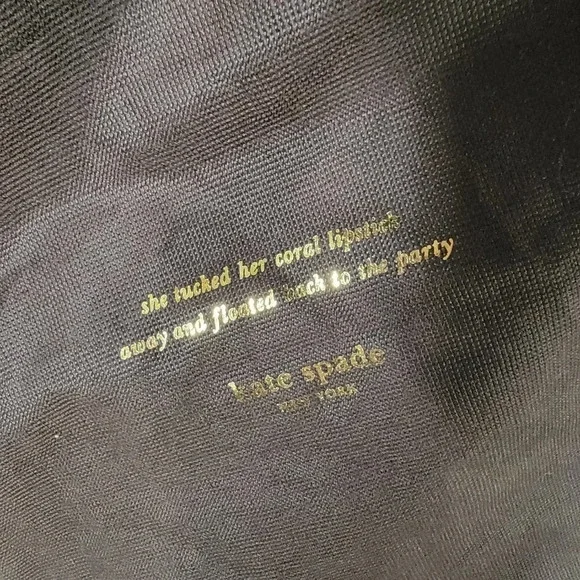 she tucked her coral lipstick
away and floated back to the party
kate spade
NEW YORK